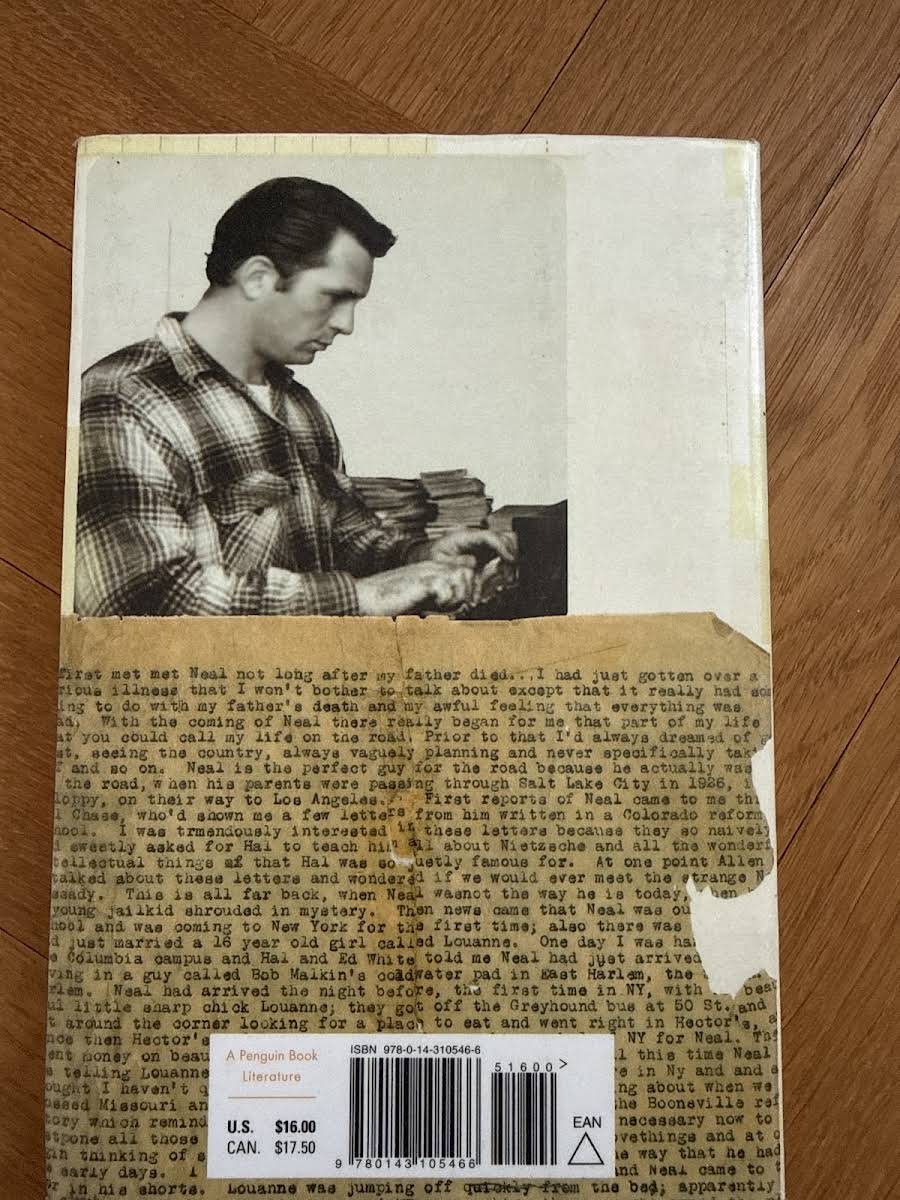 first met met Neal not long after my father died...I had just gotten over a
rious illness that I won't bother to talk about except that it really had som
ing to do with my father's death and my awful feeling that everything was
ad. With the coming of Neal there really began for me that part of my life
at you could call my life on the road. Prior to that I'd always dreamed of g
st, seeing the country, always vaguely planning and never specifically taki
f and so on. Neal is the perfect guy for the road because he actually was
the road, when his parents were passing through Salt Lake City in 1926, i
loppy, on their way to Los Angeles. First reports of Neal came to me th
l Chase, who'd shown me a few letters from him written in a Colorado reform
hool. I was trmendously interested in these letters because they so naively
d sweetly asked for Hal to teach him all about Nietzsche and all the wonderf
tellectual things of that Hal was so justly famous for. At one point Allen
talked about these letters and wondered if we would ever meet the strange N
ssady. This is all far back, when Neal wasnot the way he is today, hen h
young jailkid shrouded in mystery. Then news came that Neal was ou
hool and was coming to New York for the first time; also there was
d just married a 16 year old girl called Louanne. One day I was ha
e Columbia campus and Hal and Ed White told me Neal had just arrived
ving in a guy called Bob Malkin's coldwater pad in East Harlem, the
rlem. Neal had arrived the night before, the first time in NY, with bea
ul little sharp chick Louanne; they got off the Greyhound bus at 50 St. and
t around the corner looking for a place to eat and went right in Hector's, a
nce then Hector's NY for Neal. Th
ent money on beau l this time Neal
e telling Louanne e in Ny and and a
ought I haven't q ng about when we
ossed Missouri an he Booneville ref
tory which remind necessary now to
stpone all those ovethings and at o
in thinking of s e way that he had
early days. I nd Neal came to t
r in his shorts. Louanne was jumping off quickly from the bed; apparently
A Penguin Book
Literature
U.S. $16.00
CAN. $17.50
ISBN 978-0-14-310546-6
51600>
9 780143 105466
EAN